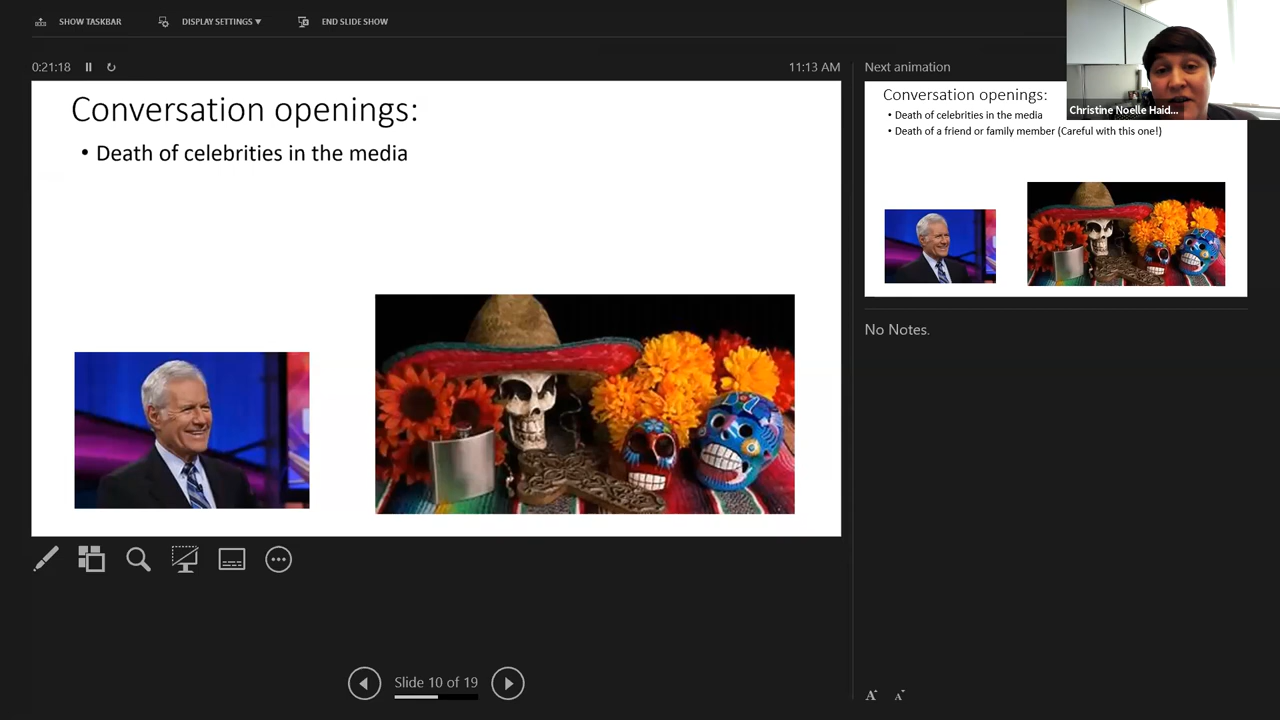 SHOW TASKBAR
DISPLAY SETTINGS ▼
END SLIDE SHOW
0:21:18
11:13 AM
Conversation openings:
• Death of celebrities in the media
Next animation
Conversation openings:
• Death of celebrities in the media
• Death of a friend or family member (Careful with this one!)
Christine Noelle Haid...
No Notes.
Slide 10 of 19
A
A